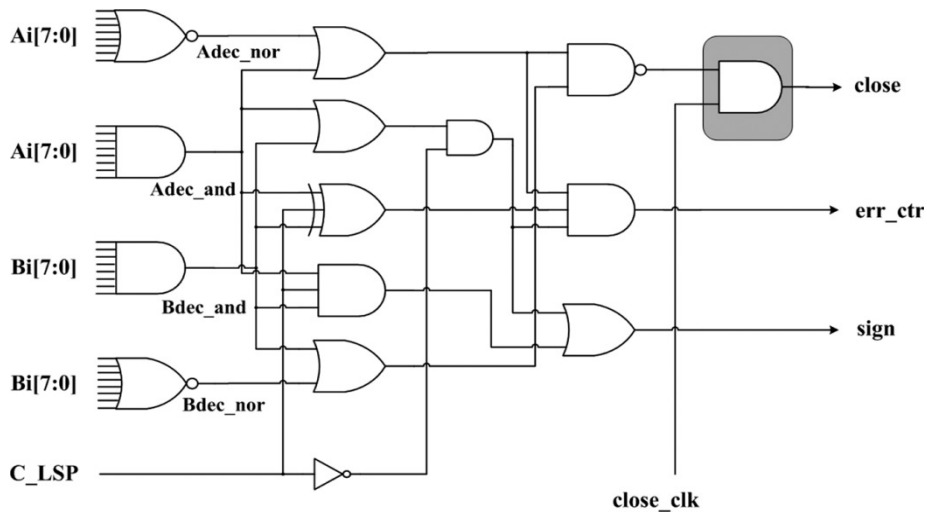 Ai[7:0]
Adec_nor
close
Ai[7:0]
Adec_and
err_ctr
Bi[7:0]
Bdec_and
sign
Bi[7:0]
Bdec_nor
C_LSP
close_clk